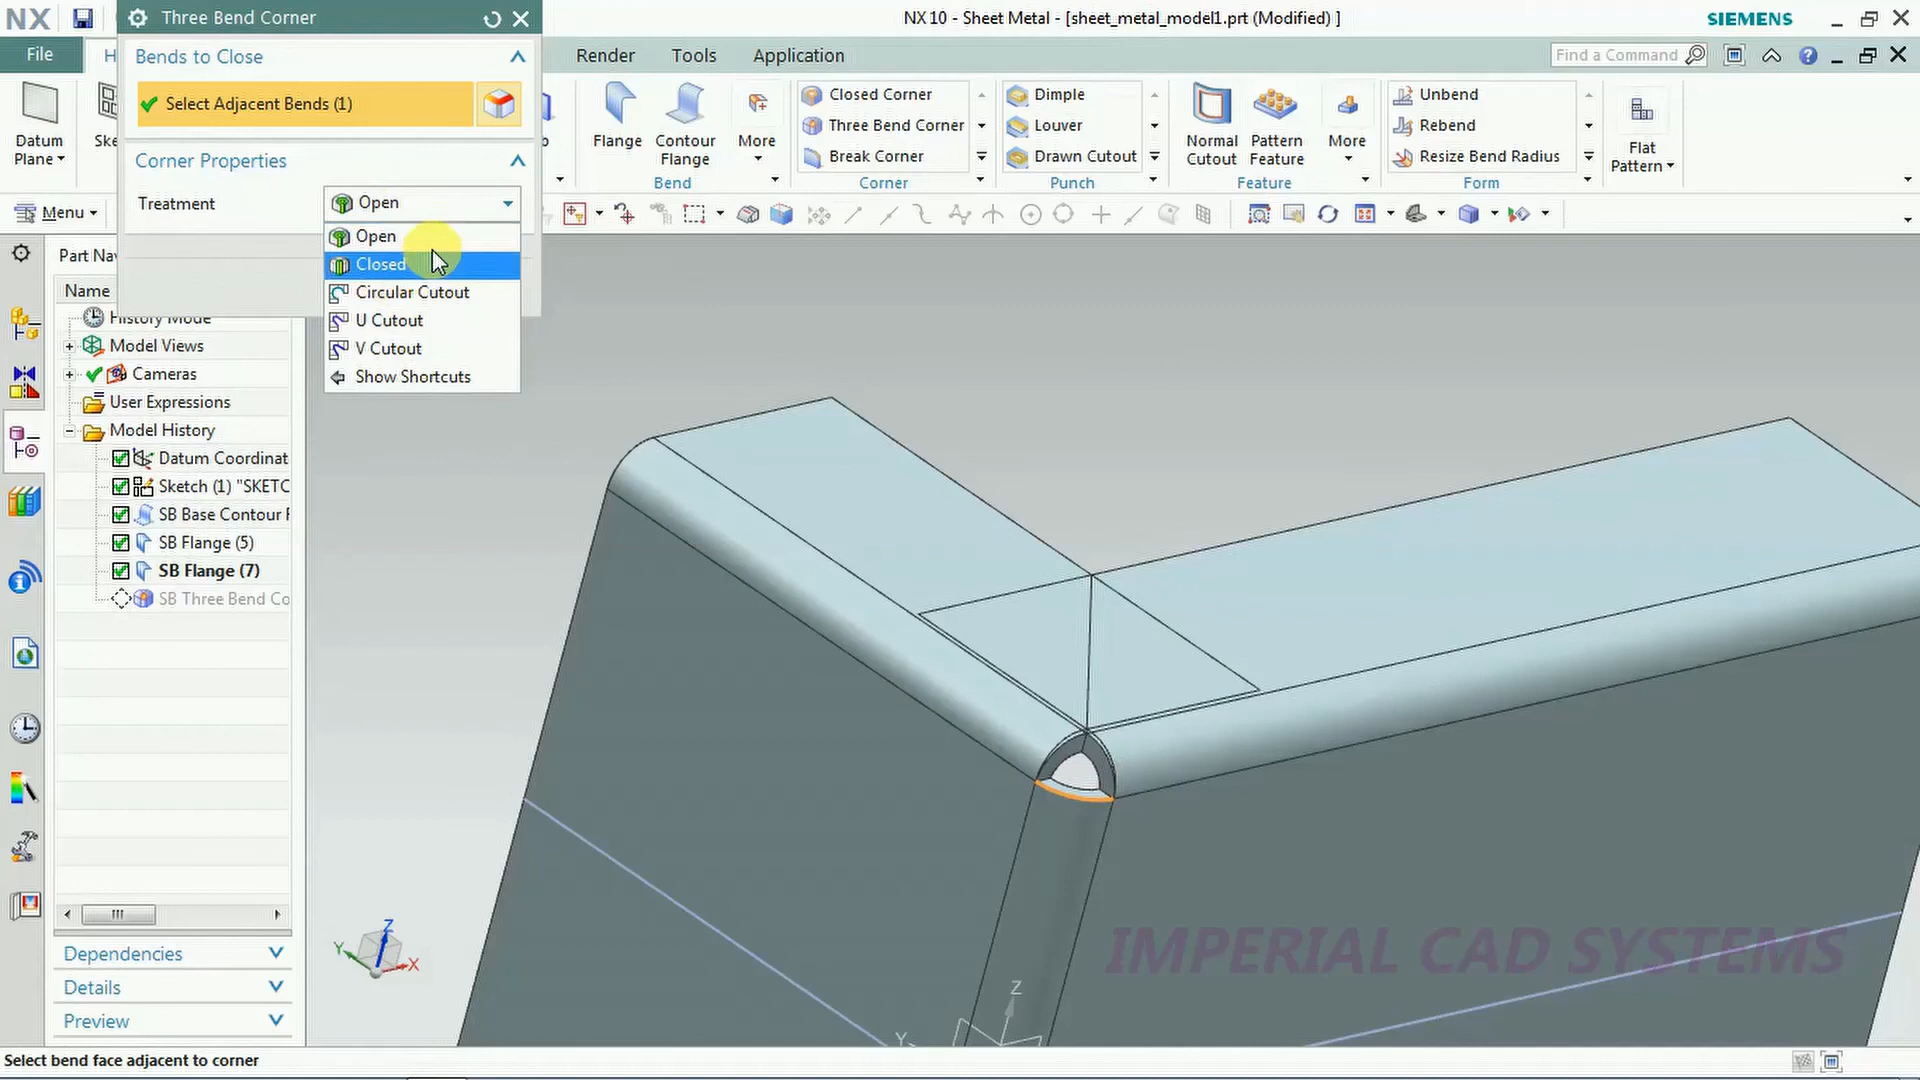 NX
Three Bend Corner
NX 10 - Sheet Metal - [sheet_metal_model1.prt (Modified) ]
SIEMENS
File
H
Render
Tools
Application
Find a Command
Bends to Close
Select Adjacent Bends (1)
Corner Properties
Treatment
Open
Open
Closed
Circular Cutout
U Cutout
V Cutout
Show Shortcuts
Datum
Plane
Ske
Flange
Contour
Flange
More
Bend
Closed Corner
Three Bend Corner
Break Corner
Corner
Dimple
Louver
Drawn Cutout
Punch
Normal
Cutout
Pattern
Feature
More
Feature
Unbend
Rebend
Resize Bend Radius
Form
Flat
Pattern
Menu
Part Na
Name
History Mode
Model Views
Cameras
User Expressions
Model History
Datum Coordinat
Sketch (1) "SKETC
SB Base Contour F
SB Flange (5)
SB Flange (7)
SB Three Bend Co
Dependencies
Details
Preview
Z
Y
X
Z
Y
IMPERIAL CAD SYSTEMS
Select bend face adjacent to corner